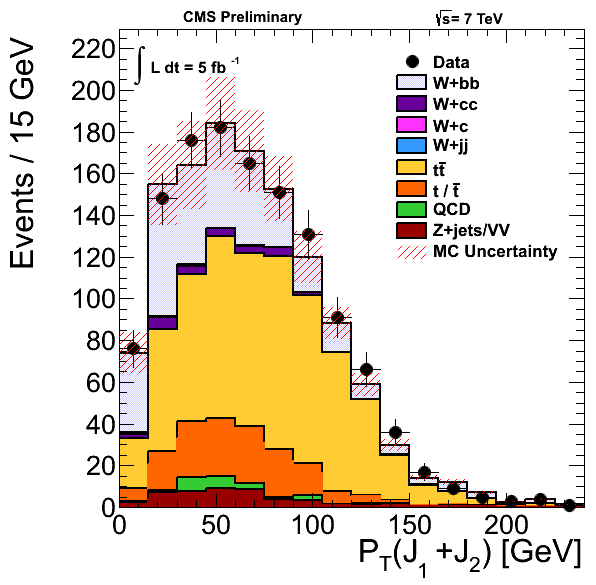 CMS Preliminary
√s= 7 TeV
Events / 15 GeV
∫ L dt = 5 fb⁻¹
Data
W+bb
W+cc
W+c
W+jj
tt̄
t / t̄
QCD
Z+jets/VV
MC Uncertainty
220
200
180
160
140
120
100
80
60
40
20
0
0 50 100 150 200
P_T(J_1+J_2) [GeV]